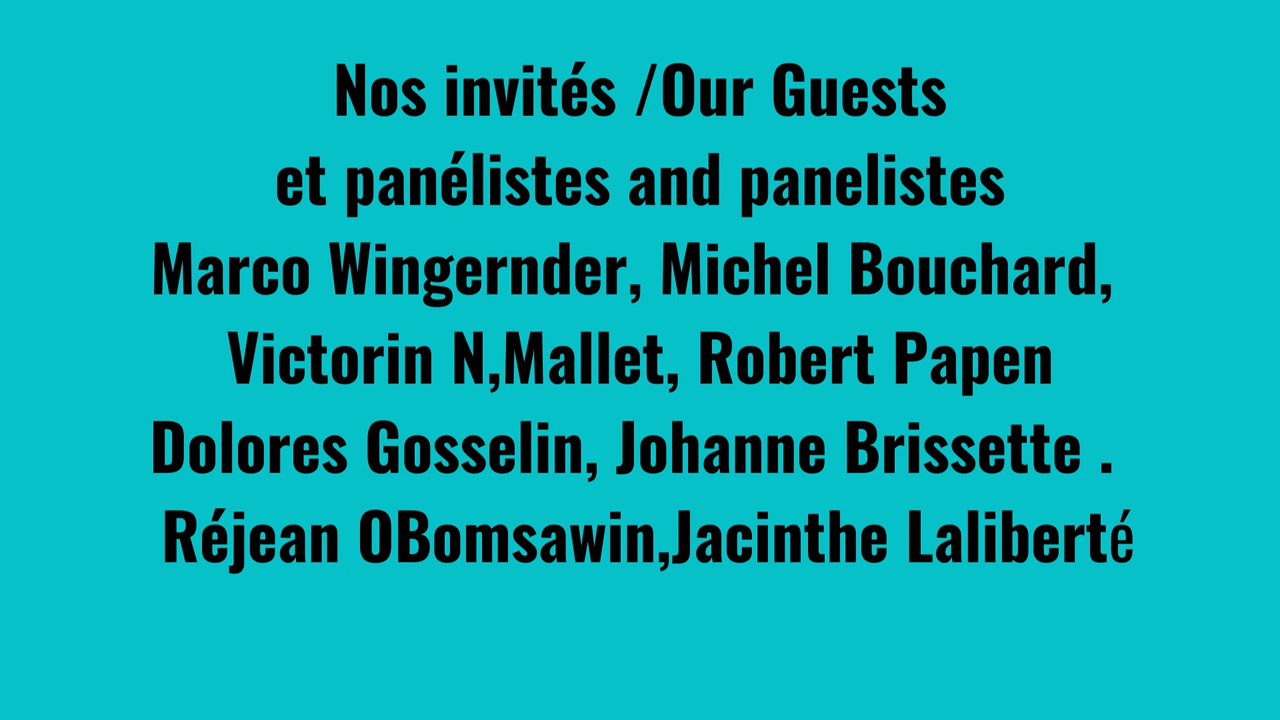 Nos invités /Our Guests
et panélistes and panelistes
Marco Wingernder, Michel Bouchard,
Victorin N,Mallet, Robert Papen
Dolores Gosselin, Johanne Brissette .
Réjean OBomsawin,Jacinthe Laliberté